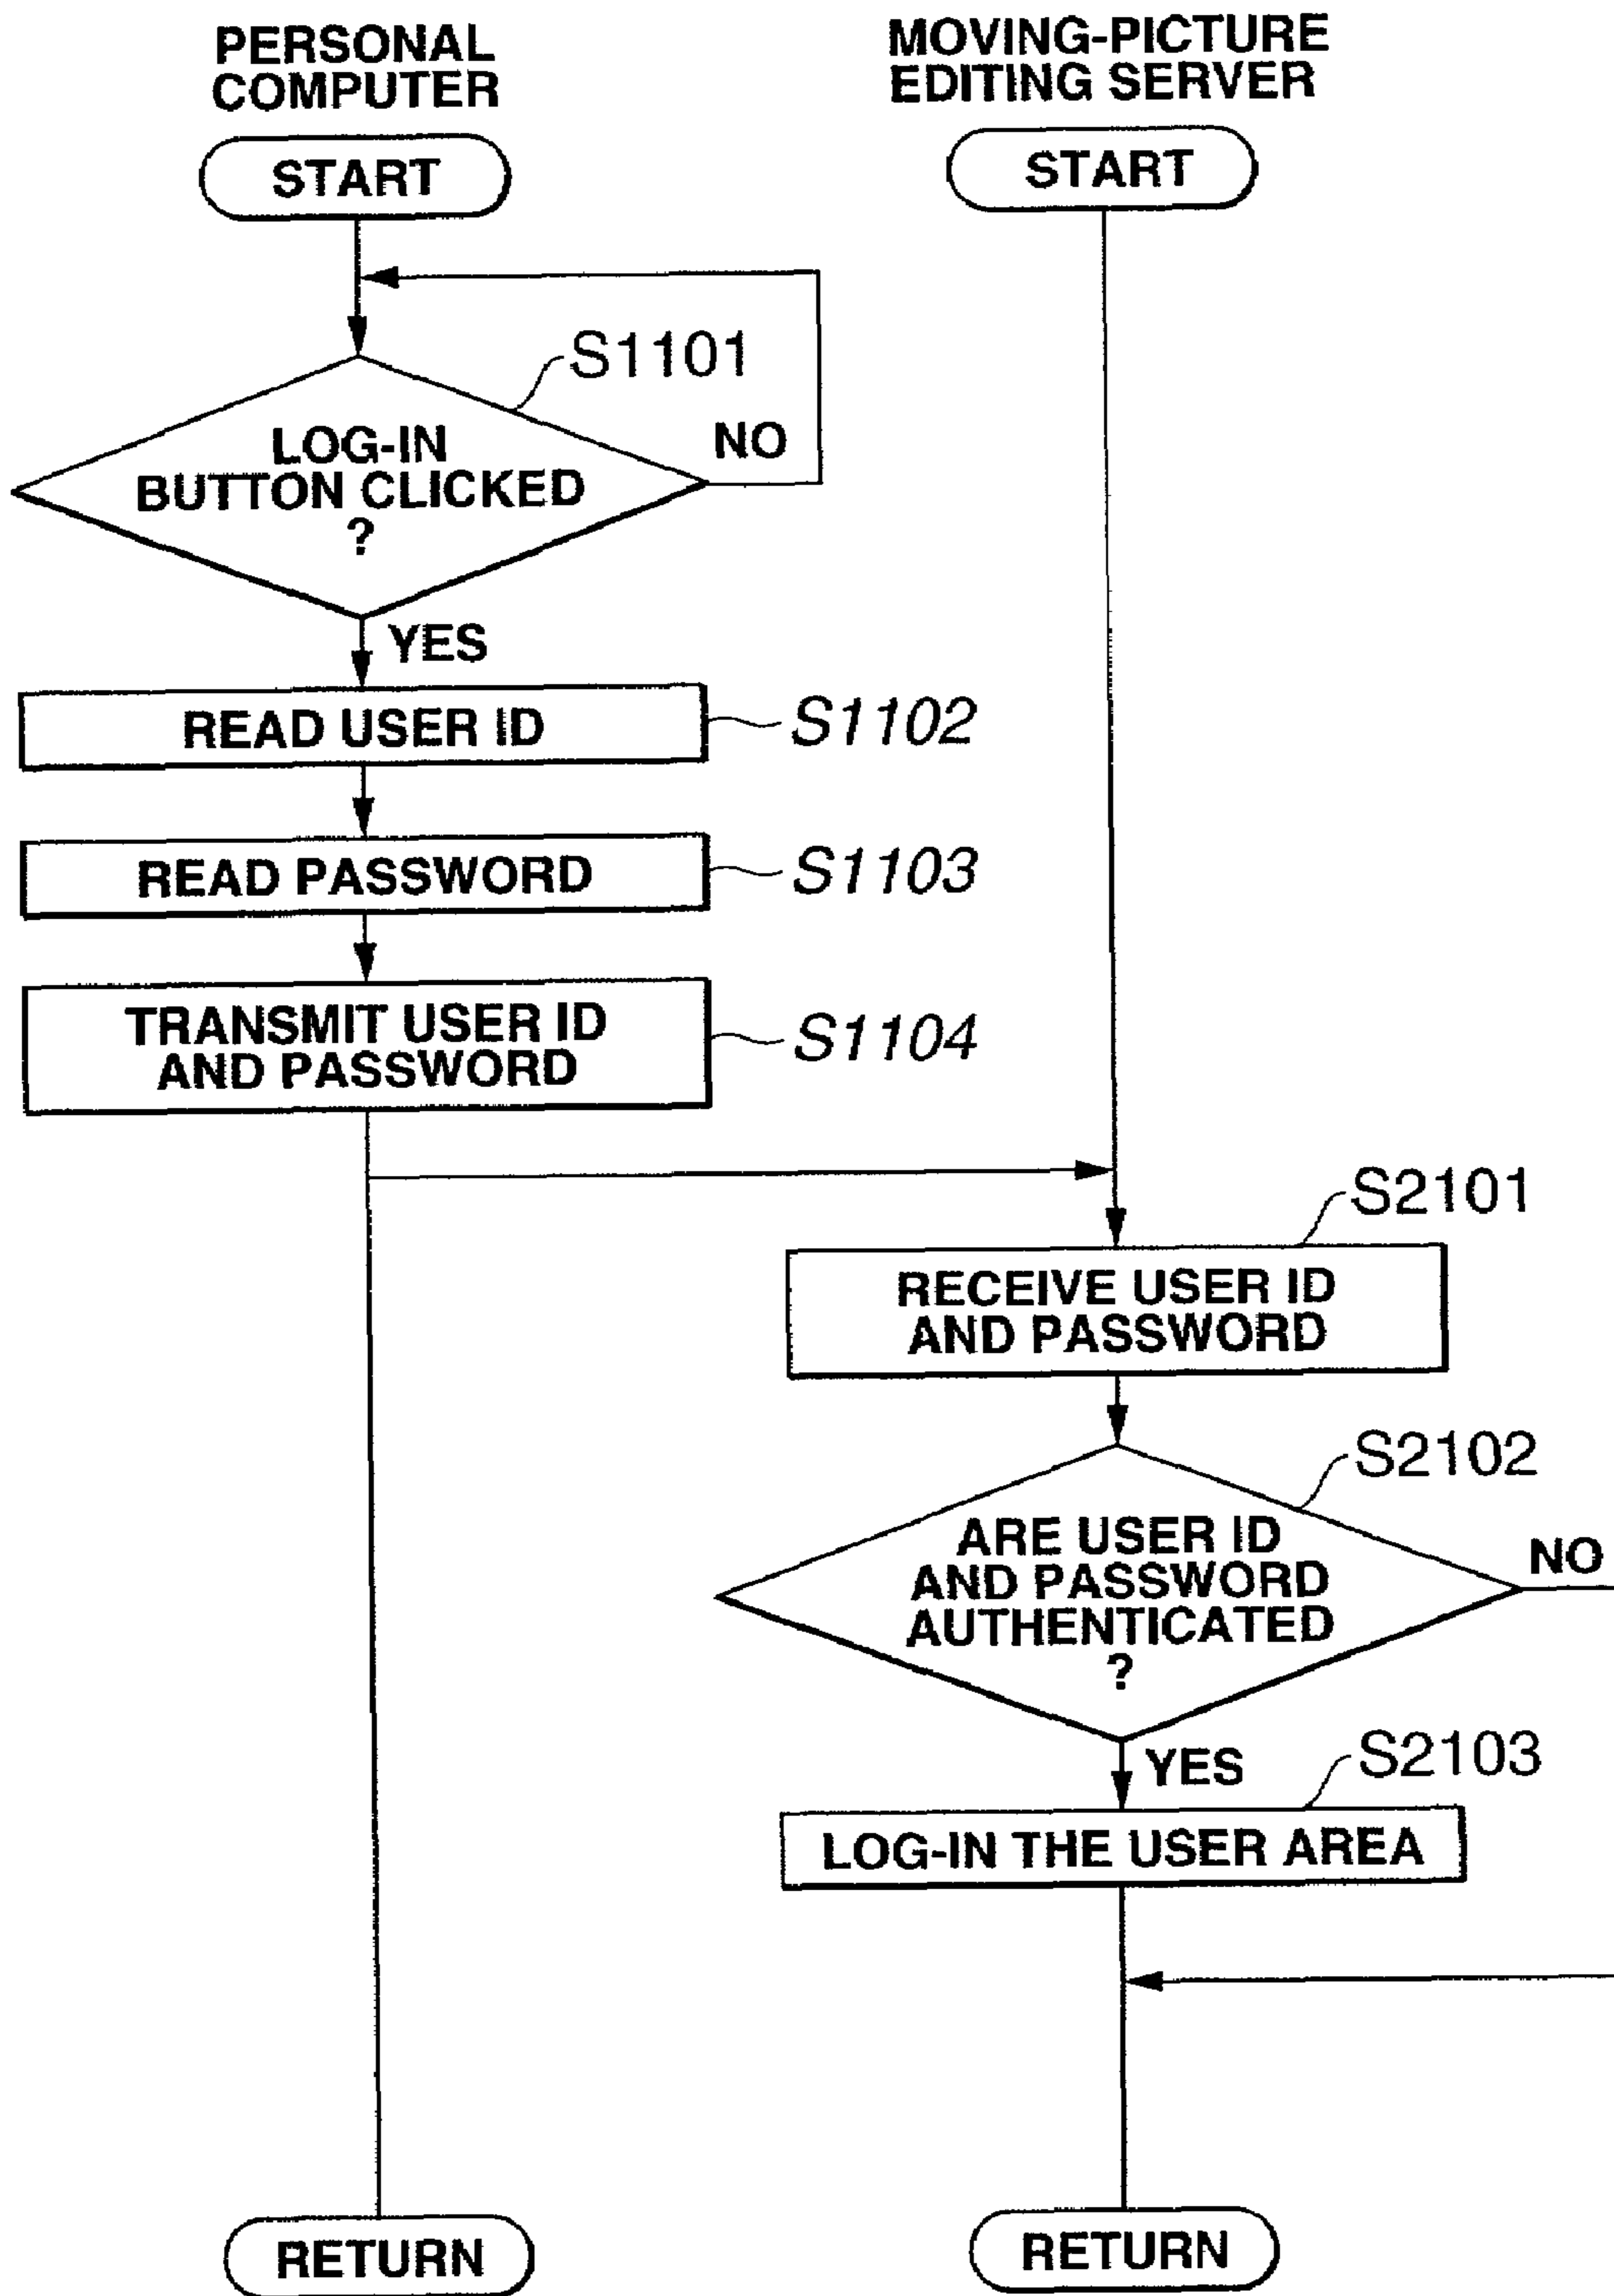 PERSONAL
COMPUTER
START
S1101
LOG-IN
BUTTON CLICKED
?
NO
YES
READ USER ID
S1102
READ PASSWORD
S1103
TRANSMIT USER ID
AND PASSWORD
S1104
RETURN
MOVING-PICTURE
EDITING SERVER
START
S2101
RECEIVE USER ID
AND PASSWORD
S2102
ARE USER ID
AND PASSWORD
AUTHENTICATED
?
NO
YES
S2103
LOG-IN THE USER AREA
RETURN